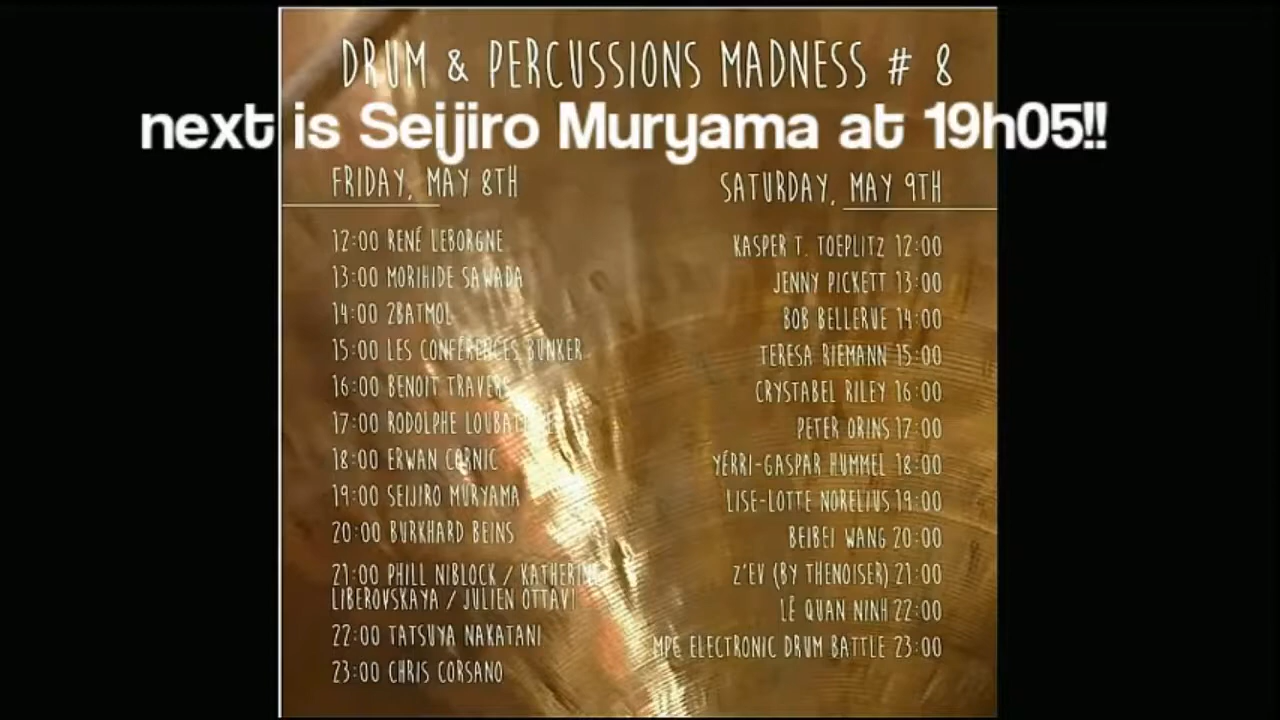 DRUM & PERCUSSIONS MADNESS # 8
next is Seijiro Muryama at 19h05!!
FRIDAY, MAY 8TH
12:00 RENÉ LEBORGNE
13:00 MORIHIDE SAWADA
14:00 2BATMOL
15:00 LES CONFÉRENCES BUNKER
16:00 BENOIT TRAVERS
17:00 RODOLPHE
18:00 ERWAN CORNIC
19:00 SEIJIRO MURYAMA
20:00 BURKHARD BEINS
21:00 PHILL NIBLOCK / KATHERINE
LIBEROVSKAYA / JULIEN OTTAVI
22:00 TATSUYA NAKATANI
23:00 CHRIS CORSANO
SATURDAY, MAY 9TH
KASPER T. TOEPLITZ 12:00
JENNY PICKETT 13:00
BOB BELLERUE 14:00
TERESA RIEMANN 15:00
CRYSTABEL RILEY 16:00
PETER ORINS 17:00
YÉRRI-GASPAR HUMMEL 18:00
LISE-LOTTE NORELIUS 19:00
BEIBEI WANG 20:00
Z'EV (BY THENOISER) 21:00
LÊ QUAN NINH 22:00
MPE ELECTRONIC DRUM BATTLE 23:00